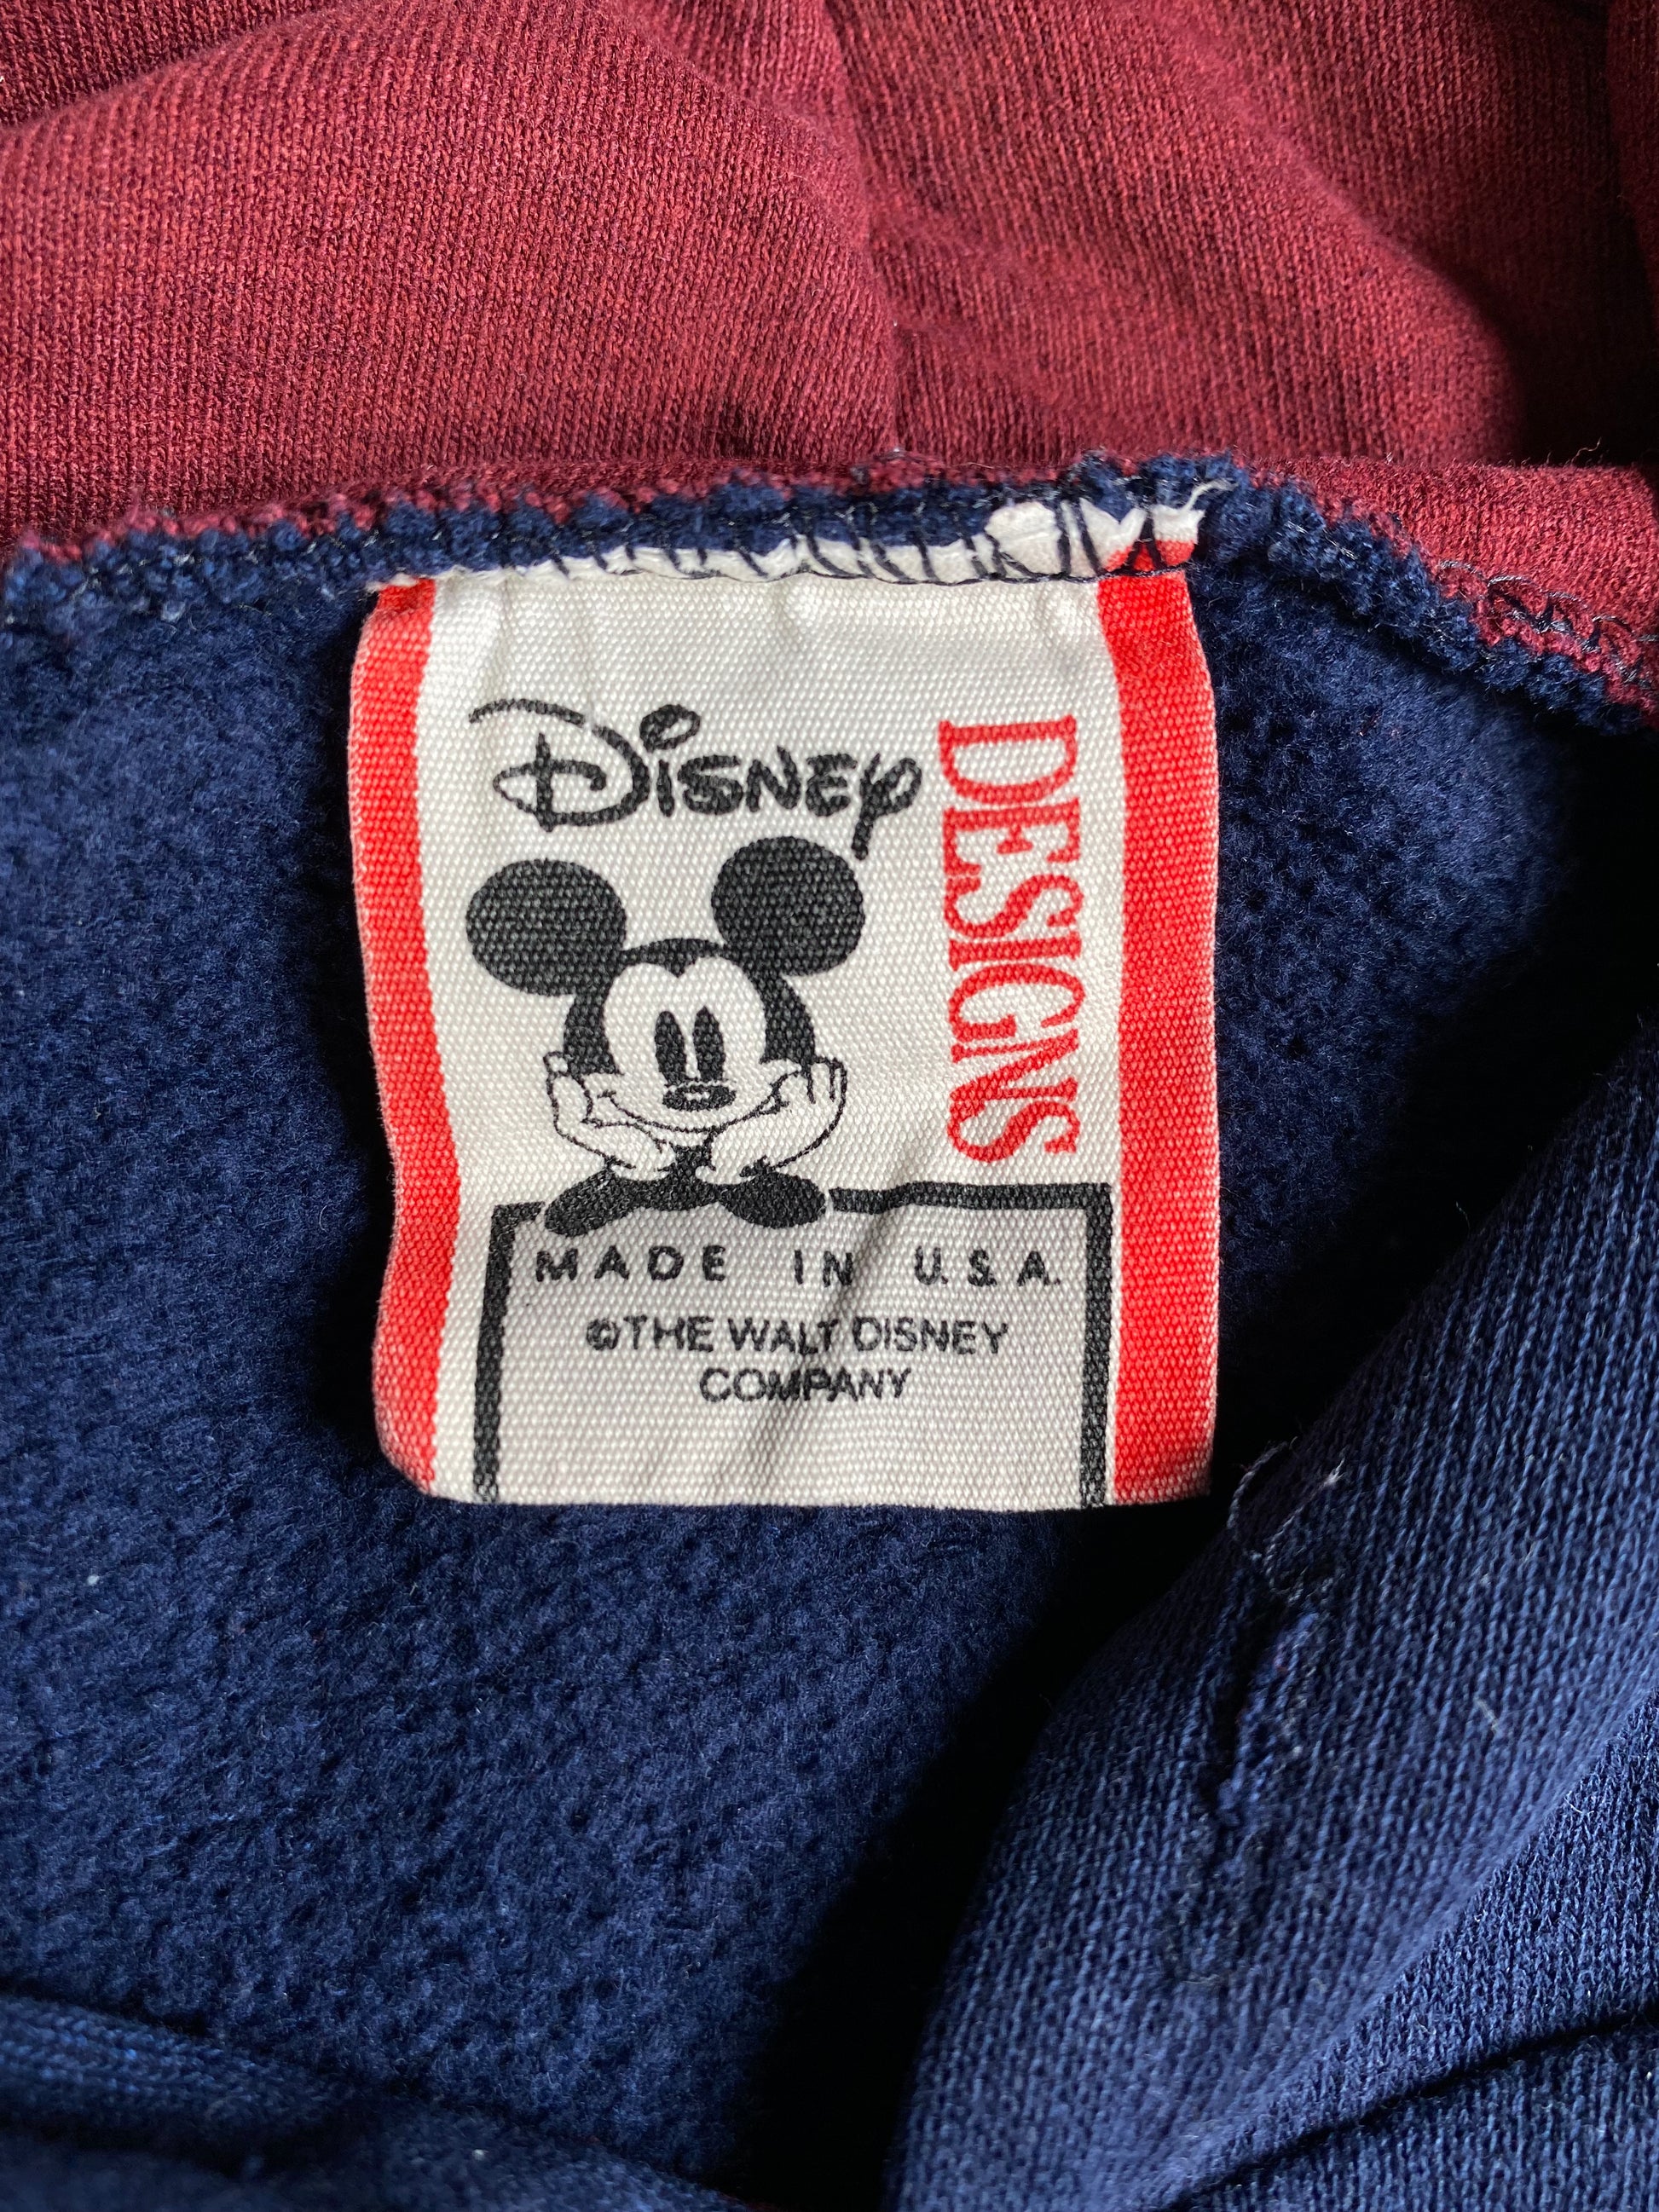 Disney
DESIGNS
MADE IN U.S.A.
©THE WALT DISNEY
COMPANY